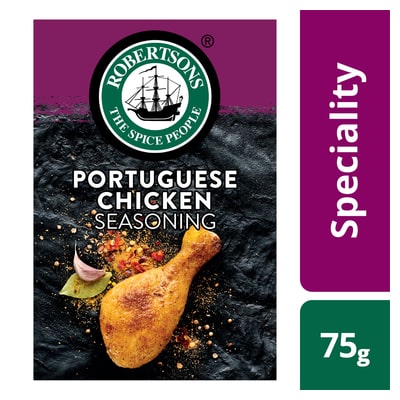 ROBERTSONS
®
THE SPICE PEOPLE
PORTUGUESE
CHICKEN
SEASONING
Speciality
75g